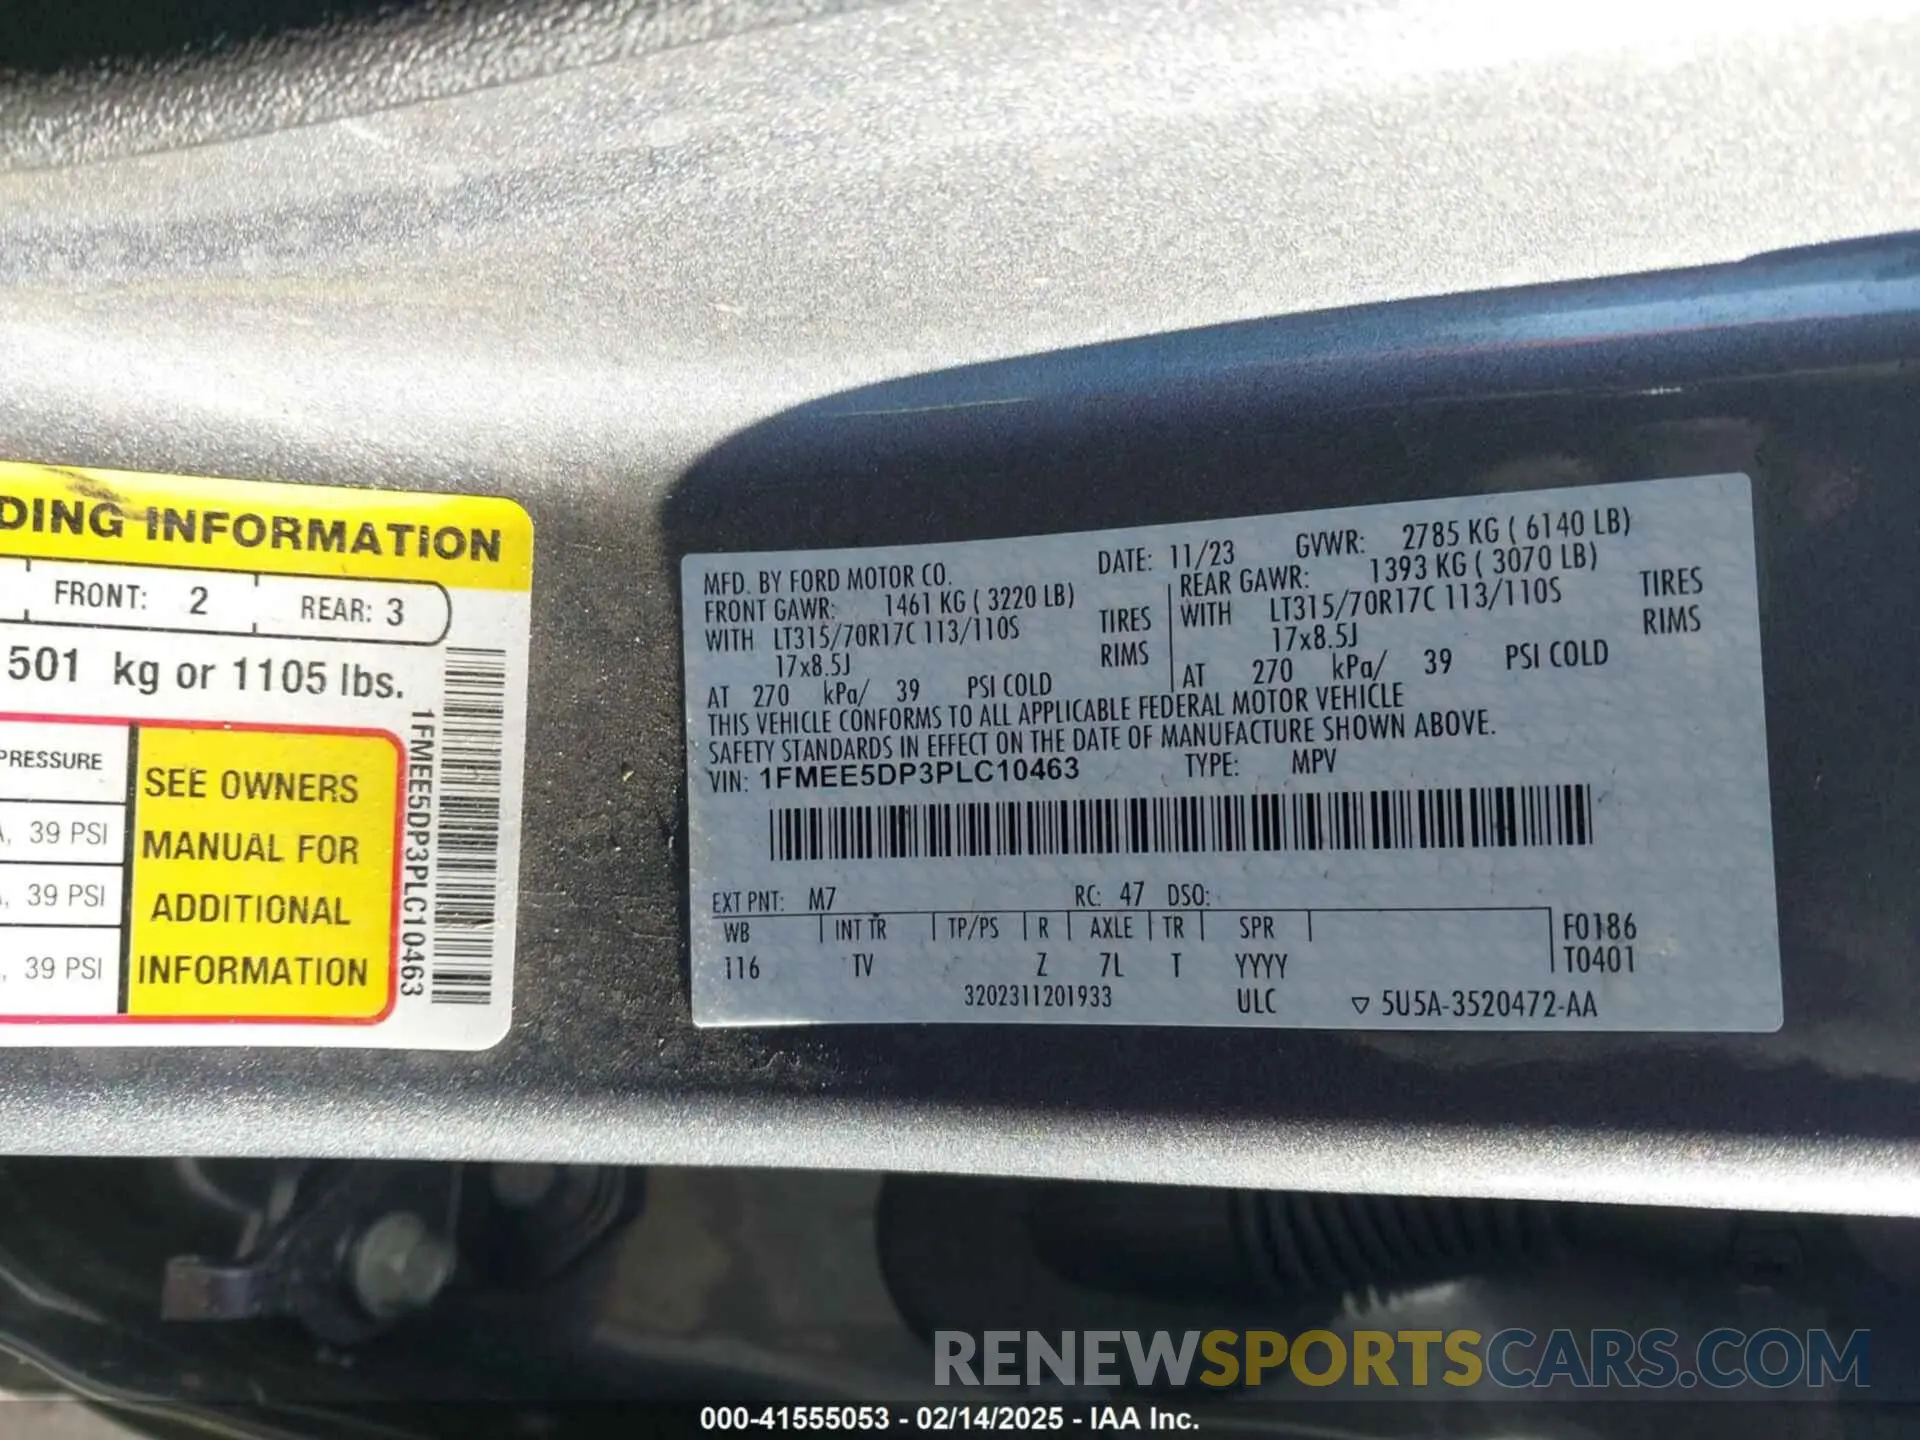 DING INFORMATION
FRONT: 2 REAR: 3
501 kg or 1105 lbs.
PRESSURE
39 PSI
39 PSI
39 PSI
SEE OWNERS
MANUAL FOR
ADDITIONAL
INFORMATION
1FMEE5DP3PLC10463
MFD. BY FORD MOTOR CO. DATE: 11/23 GVWR: 2785 KG ( 6140 LB)
FRONT GAWR: 1461 KG ( 3220 LB) REAR GAWR: 1393 KG ( 3070 LB)
WITH LT315/70R17C 113/110S TIRES WITH LT315/70R17C 113/110S TIRES
17x8.5J RIMS 17x8.5J RIMS
AT 270 kPa/ 39 PSI COLD AT 270 kPa/ 39 PSI COLD
THIS VEHICLE CONFORMS TO ALL APPLICABLE FEDERAL MOTOR VEHICLE
SAFETY STANDARDS IN EFFECT ON THE DATE OF MANUFACTURE SHOWN ABOVE.
VIN: 1FMEE5DP3PLC10463 TYPE: MPV
EXT PNT: M7 RC: 47 DSO:
WB INT TR TP/PS R AXLE TR SPR F0186
116 TV Z 7L T YYYY T0401
3202311201933 ULC ▽ 5U5A-3520472-AA
RENEWSPORTSCARS.COM
000-41555053 - 02/14/2025 - IAA Inc.